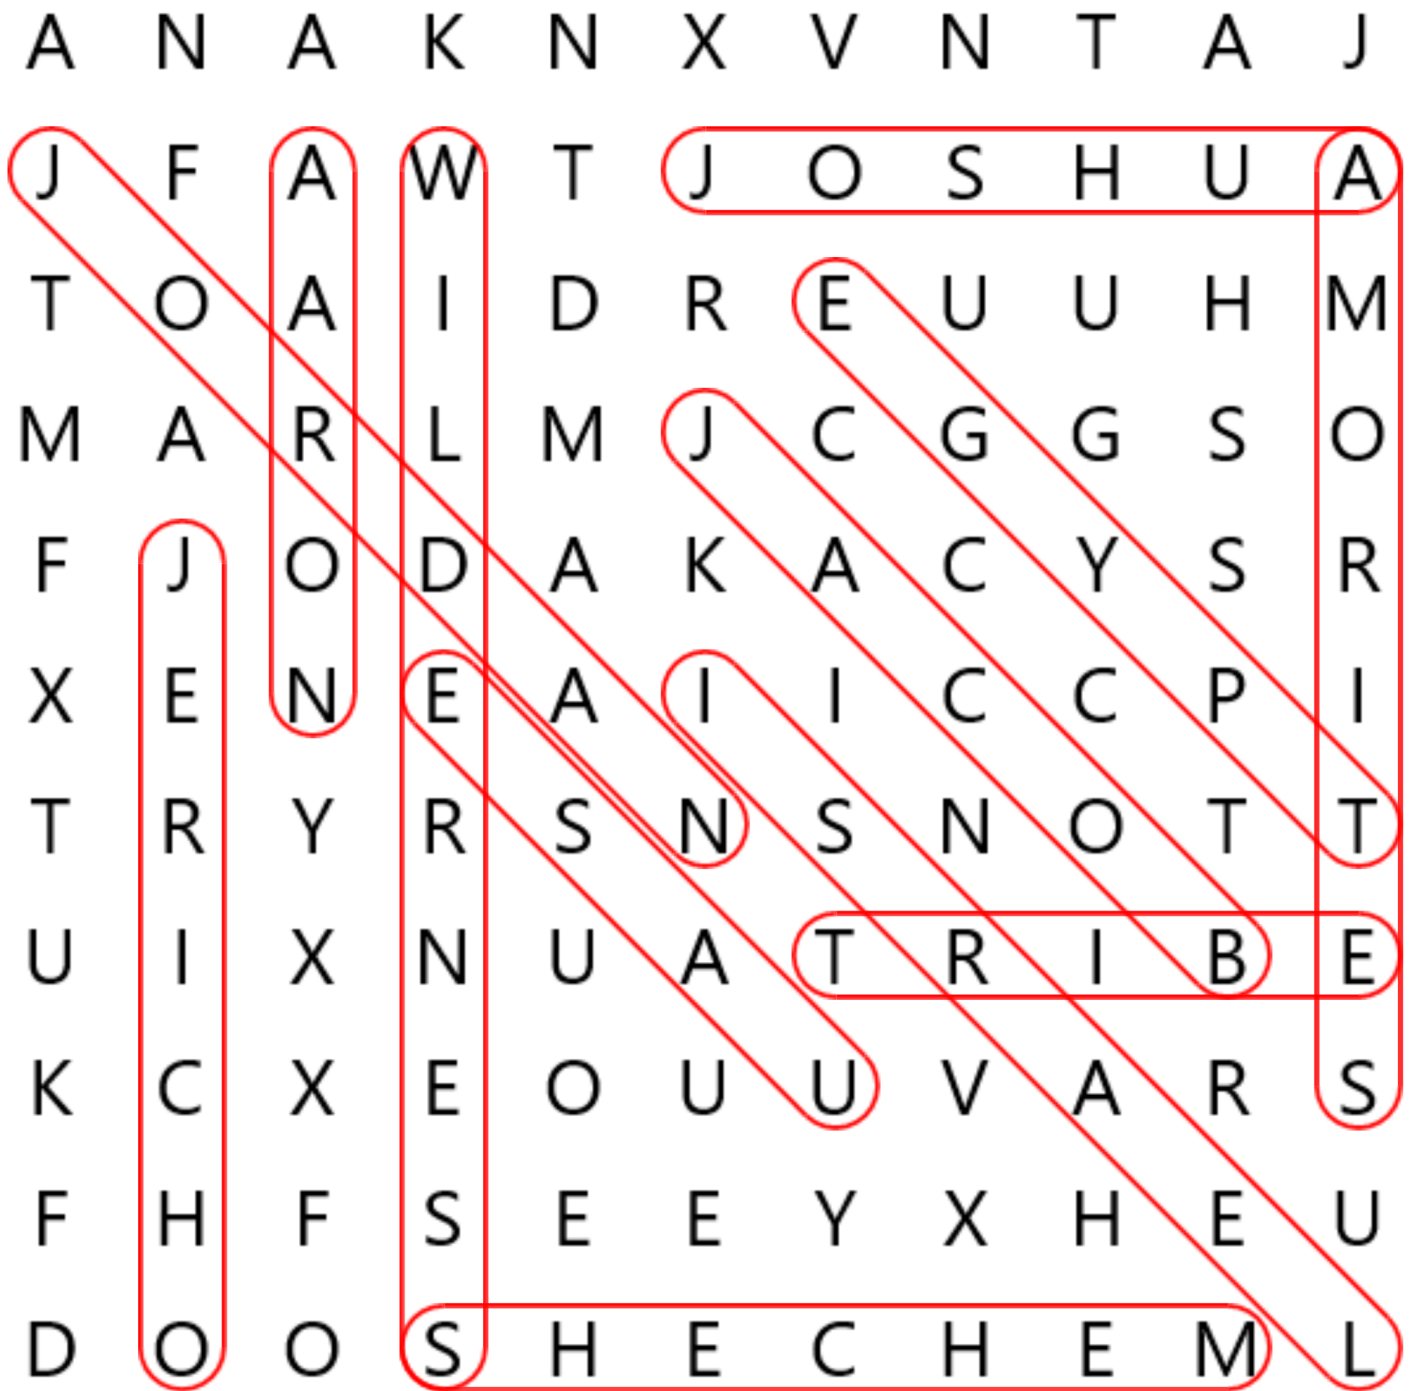 A N A K N X V N T A J
J F A W T J O S H U A
T O A I D R E U U H M
M A R L M J C G G S O
F J O D A K A C Y S R
X E N E A I I C C P I
T R Y R S N S N O T T
U I X N U A T R I B E
K C X E O U U V A R S
F H F S E E Y X H E U
D O O S H E C H E M L